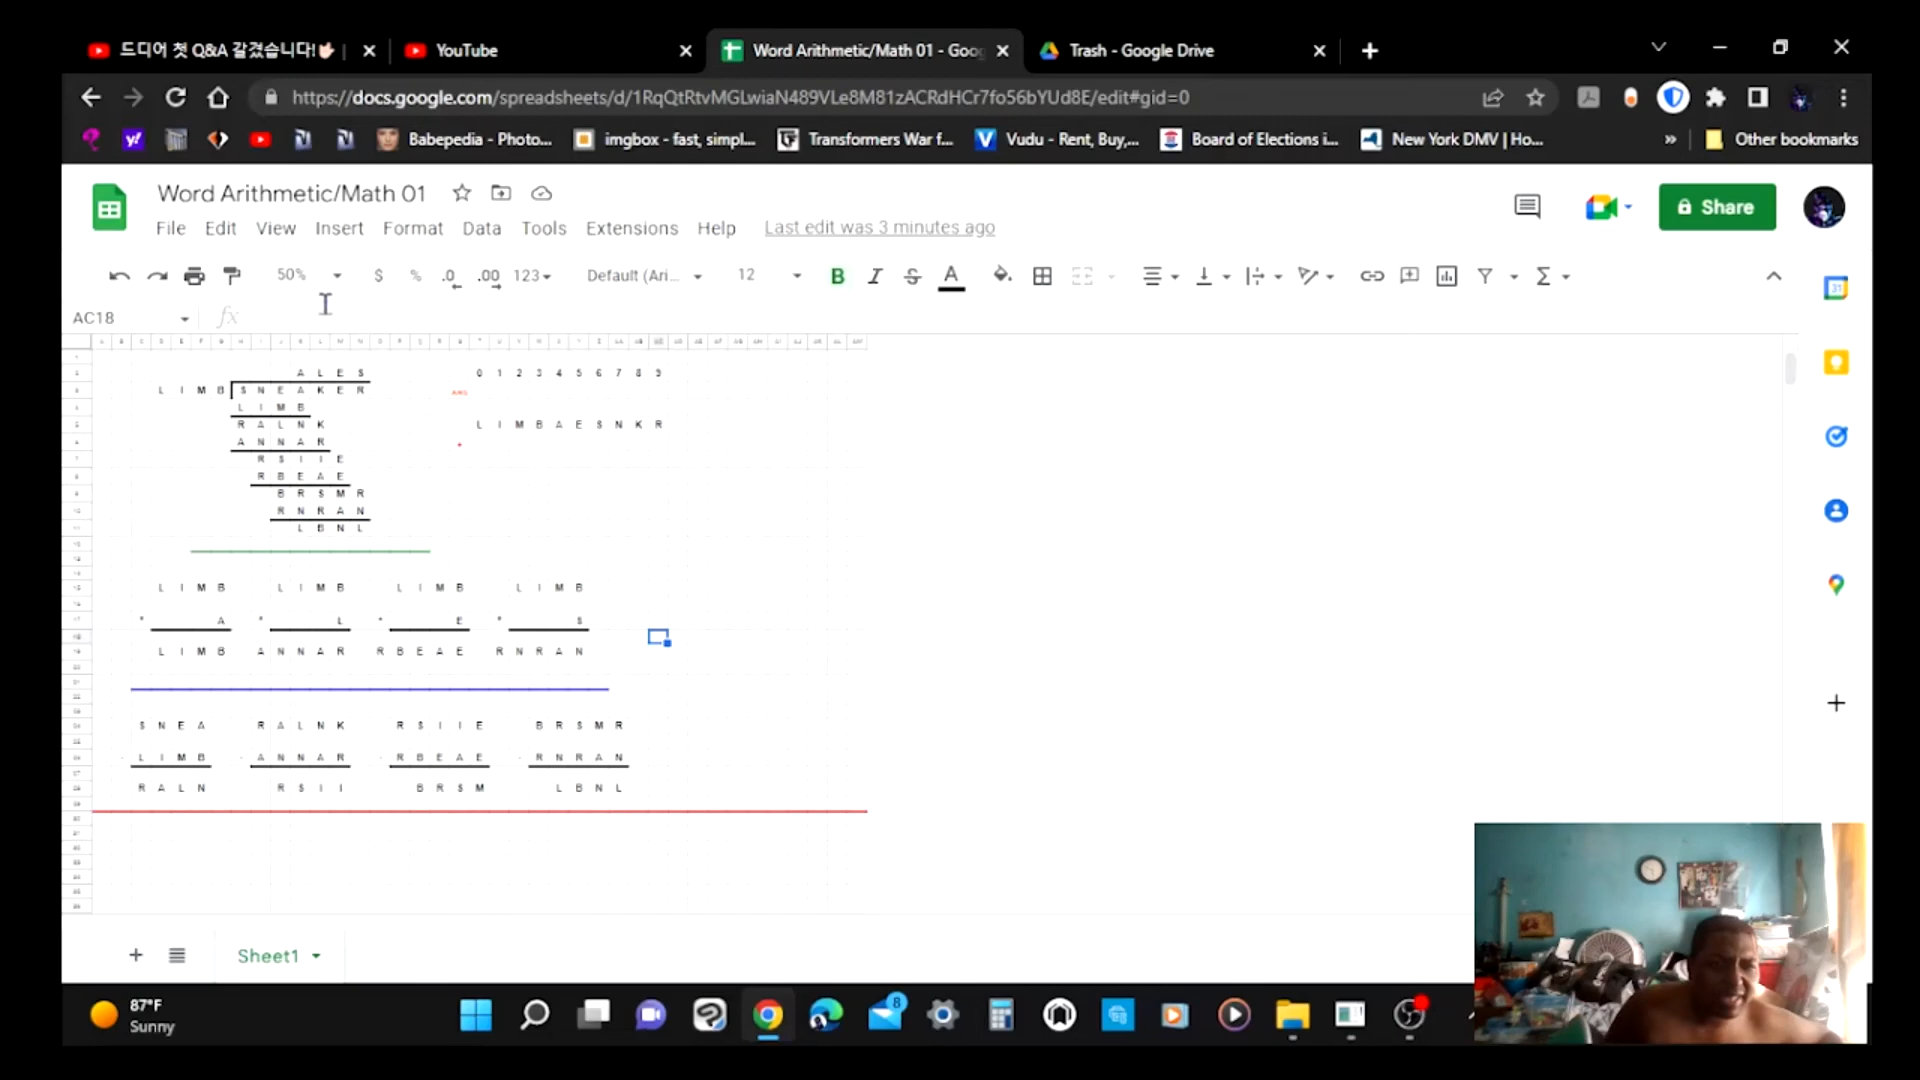 드디어 첫 Q&A 갈겼습니다!
YouTube
Word Arithmetic/Math 01 - Goo
Trash - Google Drive
https://docs.google.com/spreadsheets/d/1RqQtRtvMGLwiaN489VLe8M81zACRdHCr7fo56bYUd8E/edit#gid=0
Babepedia - Photo...
imgbox - fast, simpl...
Transformers War f...
Vudu - Rent, Buy,...
Board of Elections i...
New York DMV | Ho...
»
Other bookmarks
Word Arithmetic/Math 01
Share
File Edit View Insert Format Data Tools Extensions Help Last edit was 3 minutes ago
50% $ % .0 .00 123 Default (Ari... 12 B I S A
AC18 fx
A L E S 0 1 2 3 4 5 6 7 8 9
L I M B S N E A K E R
L I M B
R A L N K L I M B A E S N K R
A N N A R
R S I I E
R B E A E
B R S M R
R N R A N
L B N L
L I M B L I M B L I M B L I M B
* A * L * E * S
L I M B A N N A R R B E A E R N R A N
S N E A R A L N K R S I I E B R S M R
- L I M B - A N N A R - R B E A E - R N R A N
R A L N R S I I B R S M L B N L
Sheet1
87°F
Sunny
8